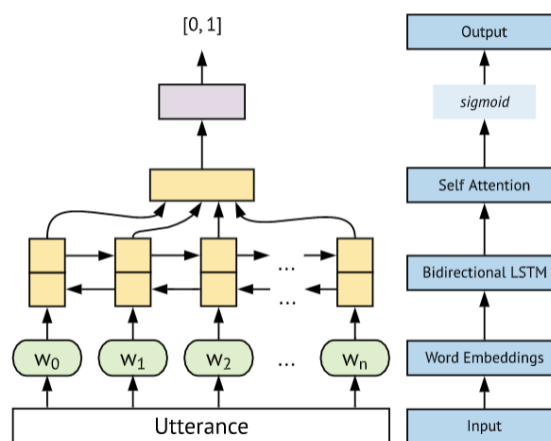 [0, 1]
Output
sigmoid
Self Attention
...
Bidirectional LSTM
...
w0 w1 w2 ... wn
Word Embeddings
Utterance
Input